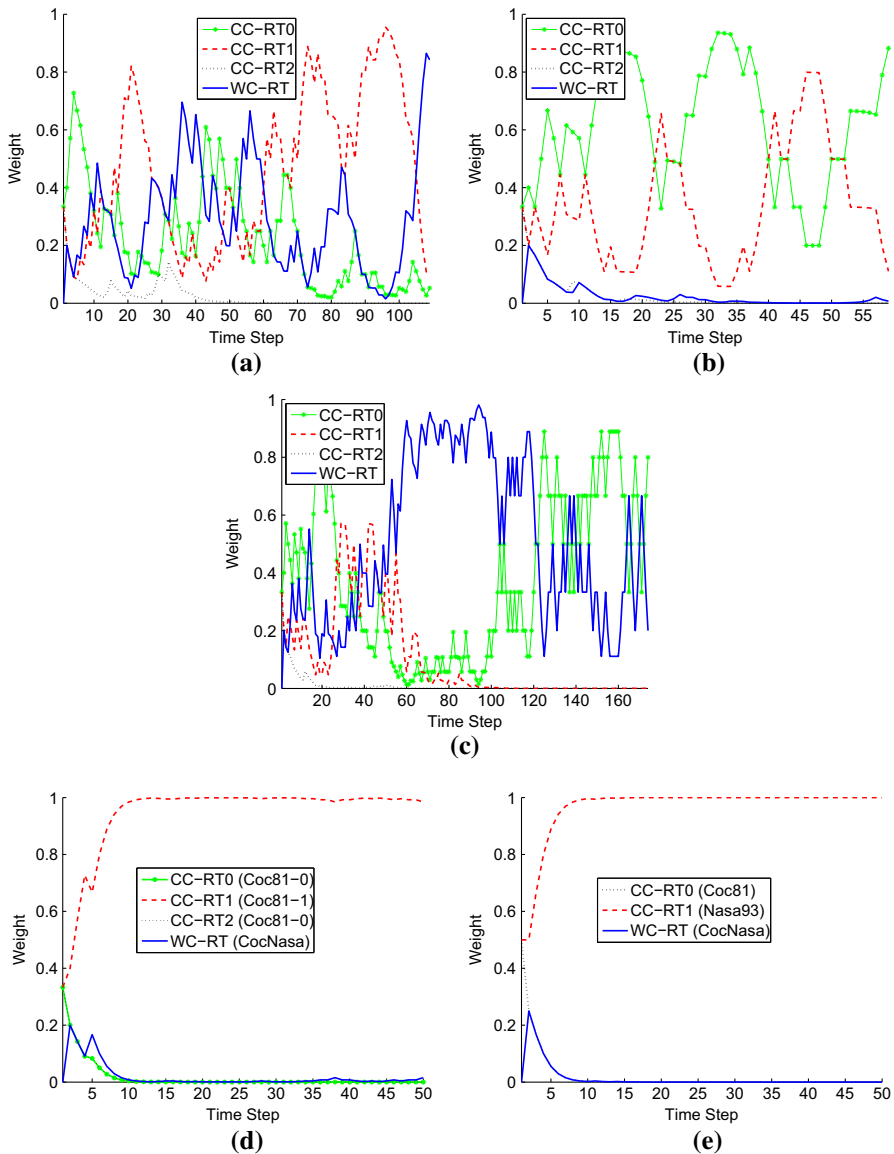 1
0.8
0.6
0.4
0.2
0
Weight
CC−RT0
CC−RT1
CC−RT2
WC−RT
10 20 30 40 50 60 70 80 90 100
Time Step
(a)
1
0.8
0.6
0.4
0.2
0
Weight
CC−RT0
CC−RT1
CC−RT2
WC−RT
5 10 15 20 25 30 35 40 45 50 55
Time Step
(b)
1
0.8
0.6
0.4
0.2
0
Weight
CC−RT0
CC−RT1
CC−RT2
WC−RT
20 40 60 80 100 120 140 160
Time Step
(c)
1
0.8
0.6
0.4
0.2
0
Weight
CC−RT0 (Coc81−0)
CC−RT1 (Coc81−1)
CC−RT2 (Coc81−0)
WC−RT (CocNasa)
5 10 15 20 25 30 35 40 45 50
Time Step
(d)
1
0.8
0.6
0.4
0.2
0
Weight
CC−RT0 (Coc81)
CC−RT1 (Nasa93)
WC−RT (CocNasa)
5 10 15 20 25 30 35 40 45 50
Time Step
(e)